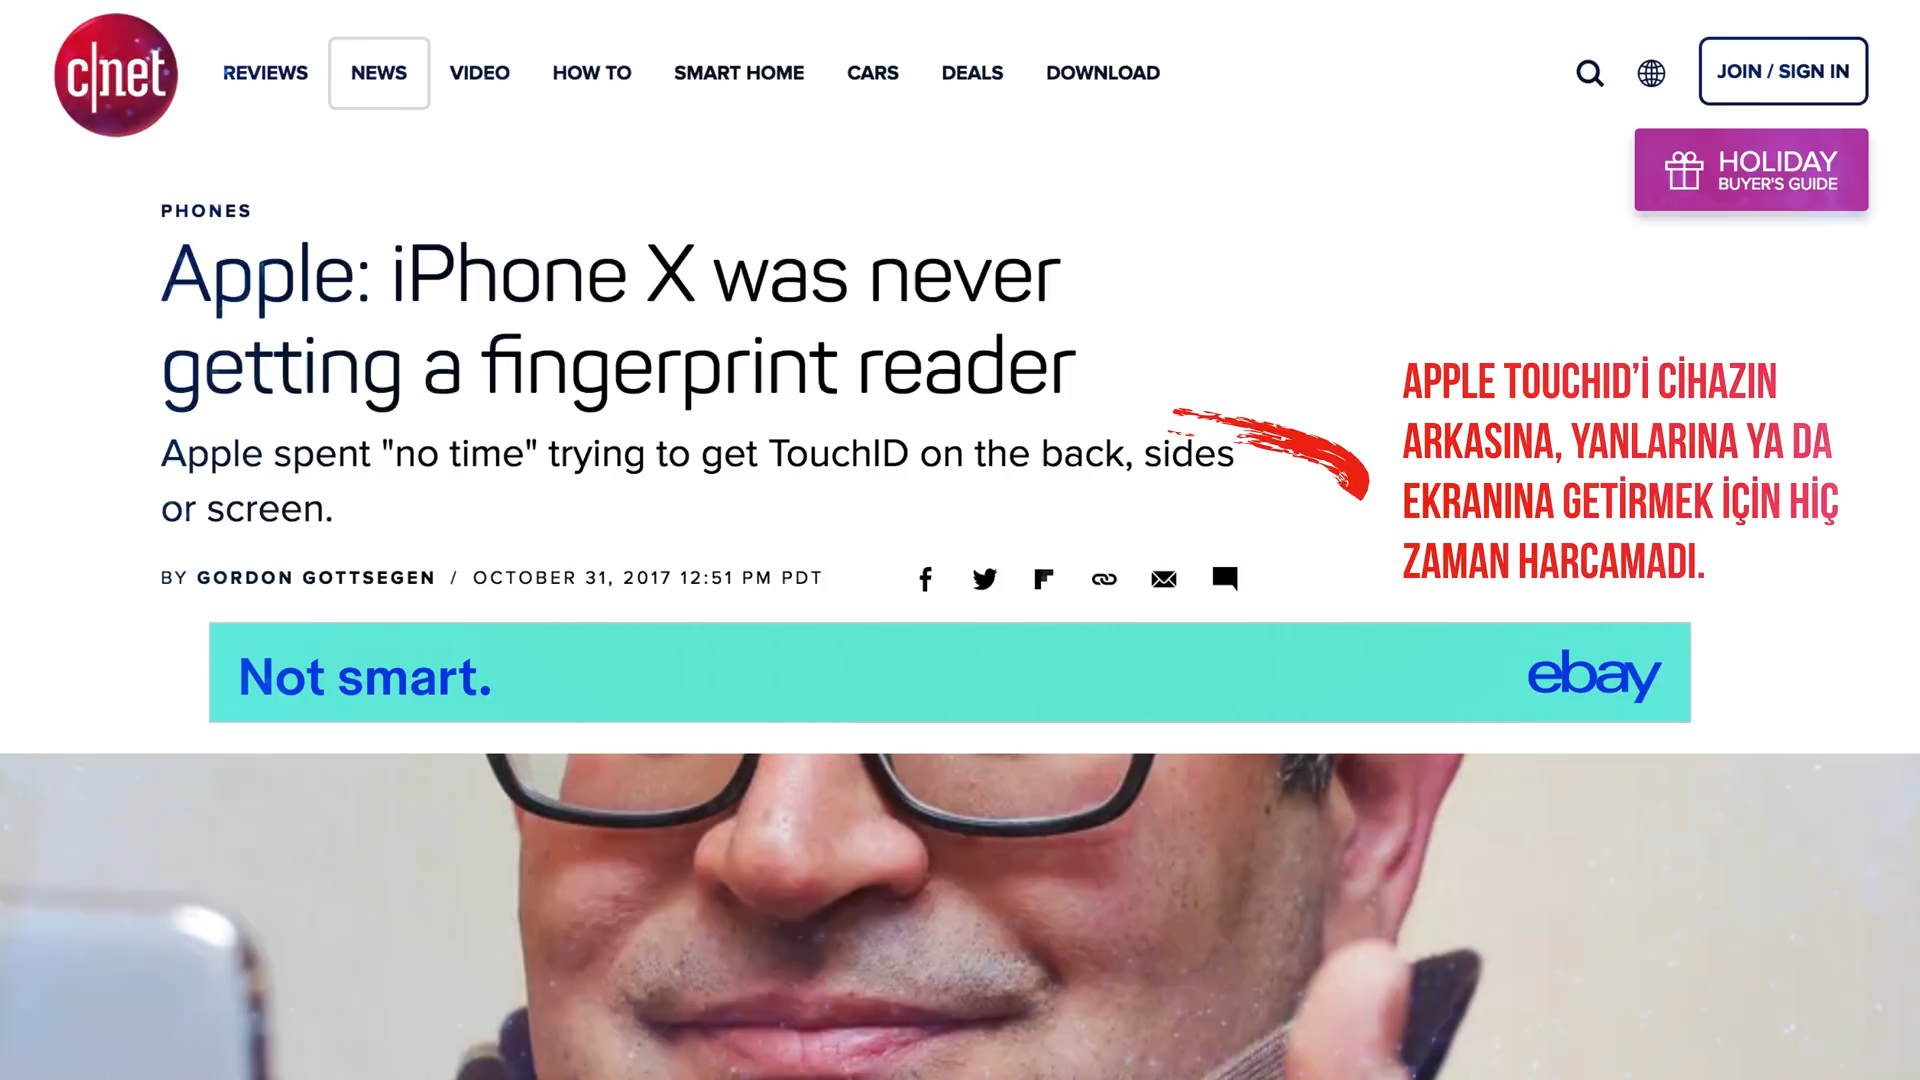 c|net
REVIEWS NEWS VIDEO HOW TO SMART HOME CARS DEALS DOWNLOAD
JOIN / SIGN IN
HOLIDAY
BUYER'S GUIDE
PHONES
Apple: iPhone X was never
getting a fingerprint reader
Apple spent "no time" trying to get TouchID on the back, sides
or screen.
BY GORDON GOTTSEGEN / OCTOBER 31, 2017 12:51 PM PDT
APPLE TOUCHID’İ CİHAZIN
ARKASINA, YANLARINA YA DA
EKRANINA GETİRMEK İÇİN HİÇ
ZAMAN HARCAMADI.
Not smart.
ebay